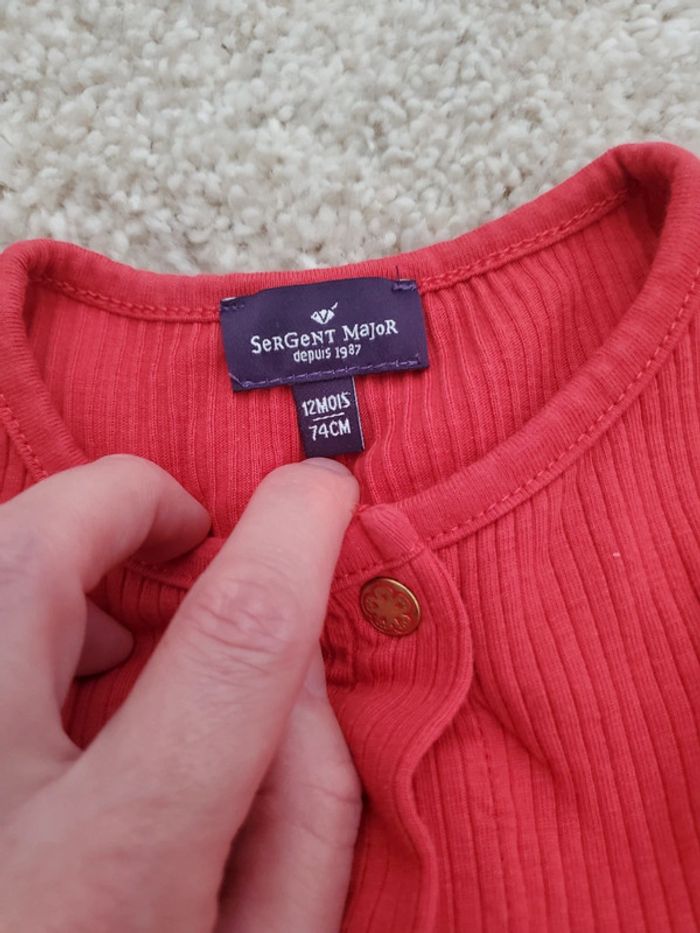 SERGENT MAJOR
depuis 1987
12MOIS
74CM